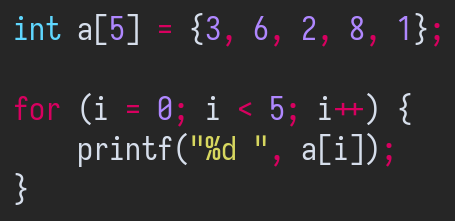 int a[5] = {3, 6, 2, 8, 1};
for (i = 0; i < 5; i++) {
    printf("%d ", a[i]);
}